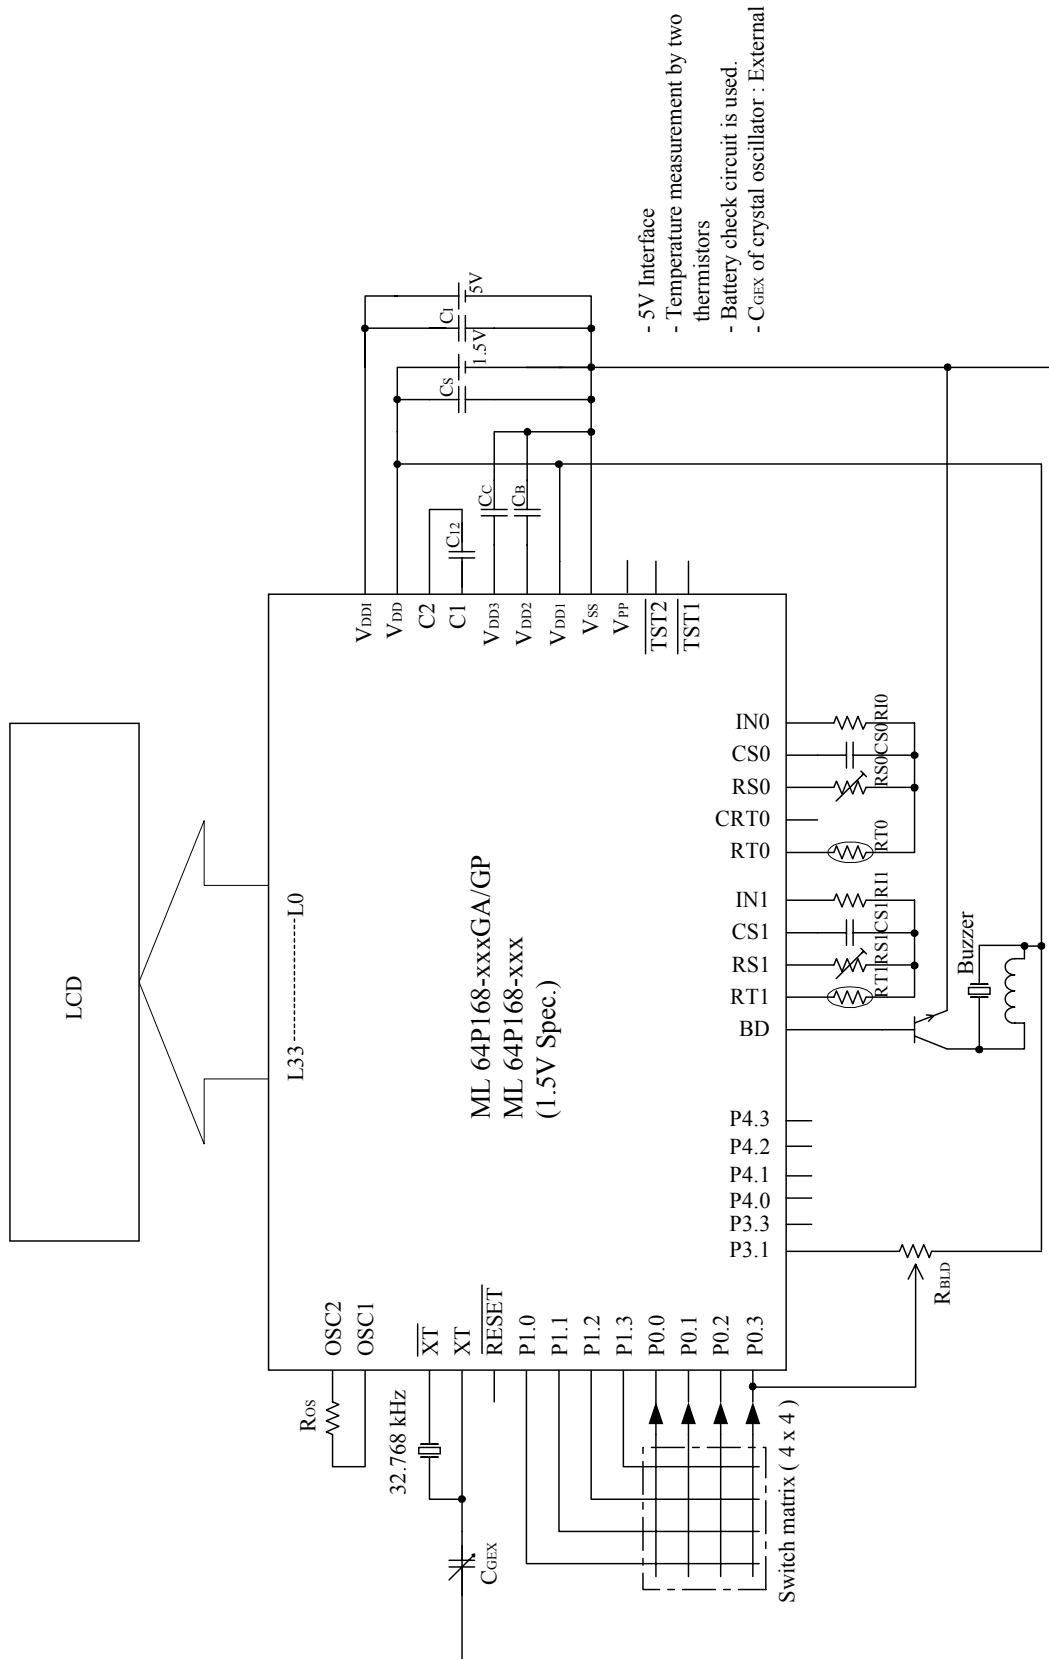 LCD
L33-------------L0
ML 64P168-xxxGA/GP
ML 64P168-xxx
(1.5V Spec.)
OSC2
OSC1
XT
XT
RESET
P1.0
P1.1
P1.2
P1.3
P0.0
P0.1
P0.2
P0.3
ROS
32.768 kHz
CGEX
Switch matrix ( 4 x 4 )
P3.1
P3.3
P4.0
P4.1
P4.2
P4.3
BD
RT1
RS1
CS1
IN1
RT0
CRT0
RS0
CS0
IN0
RBLD
Buzzer
RT1
RS1
CS1
RI1
RT0
RS0
CS0
RI0
VDDI
VDD
C2
C1
VDD3
VDD2
VDD1
VSS
VPP
TST2
TST1
C12
CC
CB
CS
1.5V
CI
5V
- 5V Interface
- Temperature measurement by two
thermistors
- Battery check circuit is used.
- CGEX of crystal oscillator : External